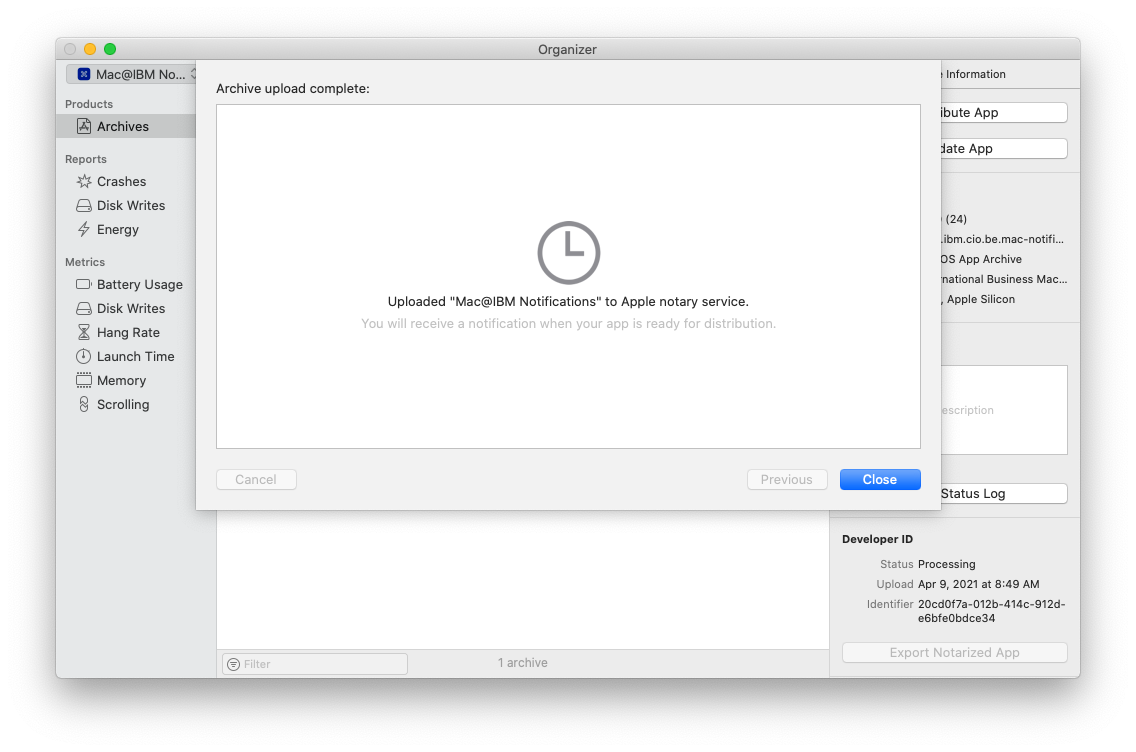 Organizer
Mac@IBM No...
Products
Archives
Reports
Crashes
Disk Writes
Energy
Metrics
Battery Usage
Disk Writes
Hang Rate
Launch Time
Memory
Scrolling
Archive upload complete:
Uploaded "Mac@IBM Notifications" to Apple notary service.
You will receive a notification when your app is ready for distribution.
Cancel
Previous
Close
Filter
1 archive
Information
ibute App
date App
(24)
.ibm.cio.be.mac-notifi...
OS App Archive
rnational Business Mac...
, Apple Silicon
escription
Status Log
Developer ID
Status Processing
Upload Apr 9, 2021 at 8:49 AM
Identifier 20cd0f7a-012b-414c-912d-
e6bfe0bdce34
Export Notarized App